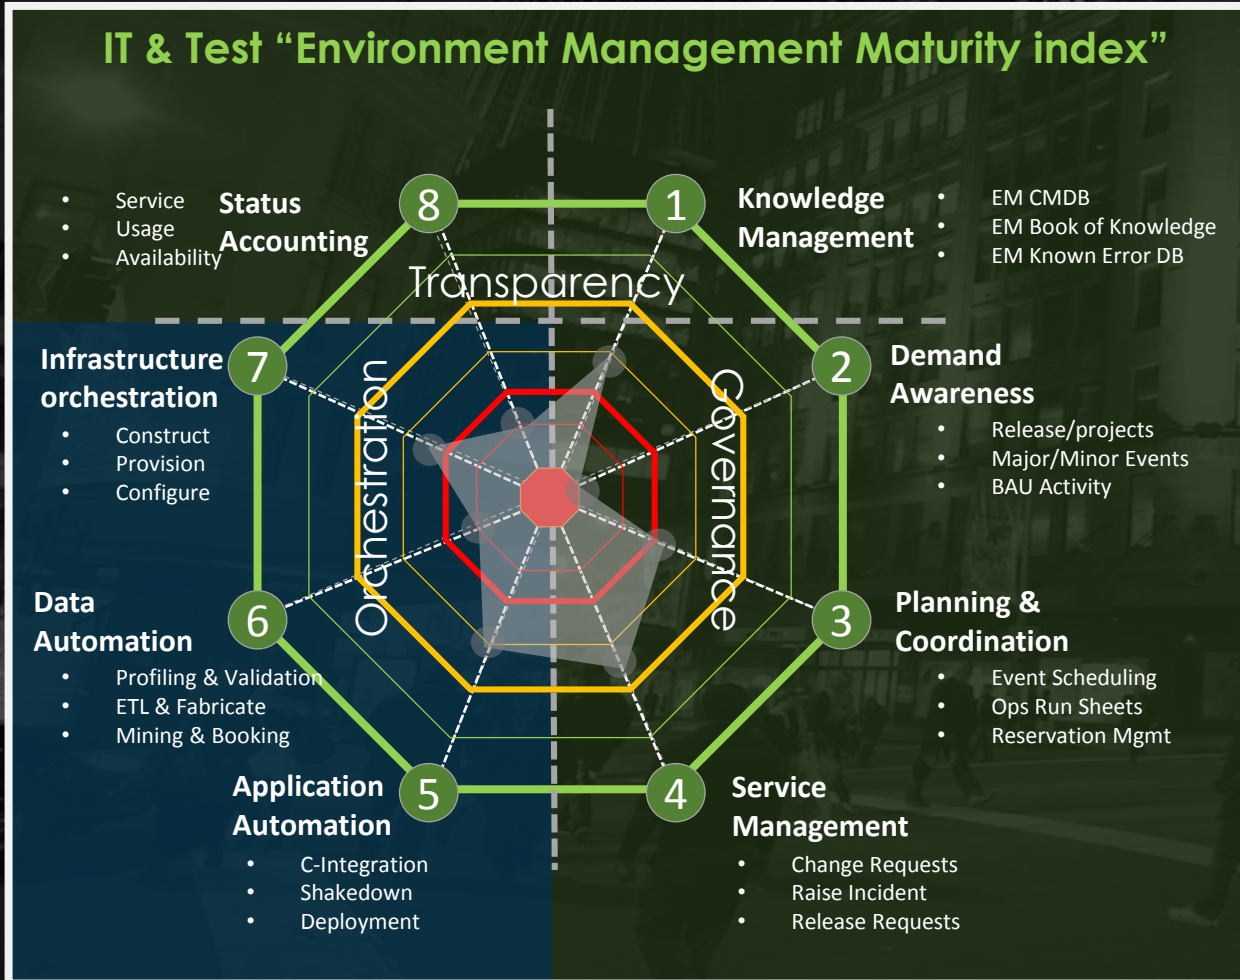 IT & Test “Environment Management Maturity index”
8
1
Status
Accounting
• Service
• Usage
• Availability
Knowledge
Management
• EM CMDB
• EM Book of Knowledge
• EM Known Error DB
Transparency
Infrastructure
orchestration
• Construct
• Provision
• Configure
7
Orchestration
Governance
2
Demand
Awareness
• Release/projects
• Major/Minor Events
• BAU Activity
Data
Automation
• Profiling & Validation
• ETL & Fabricate
• Mining & Booking
6
3
Planning &
Coordination
• Event Scheduling
• Ops Run Sheets
• Reservation Mgmt
Application
Automation
• C-Integration
• Shakedown
• Deployment
5
4
Service
Management
• Change Requests
• Raise Incident
• Release Requests